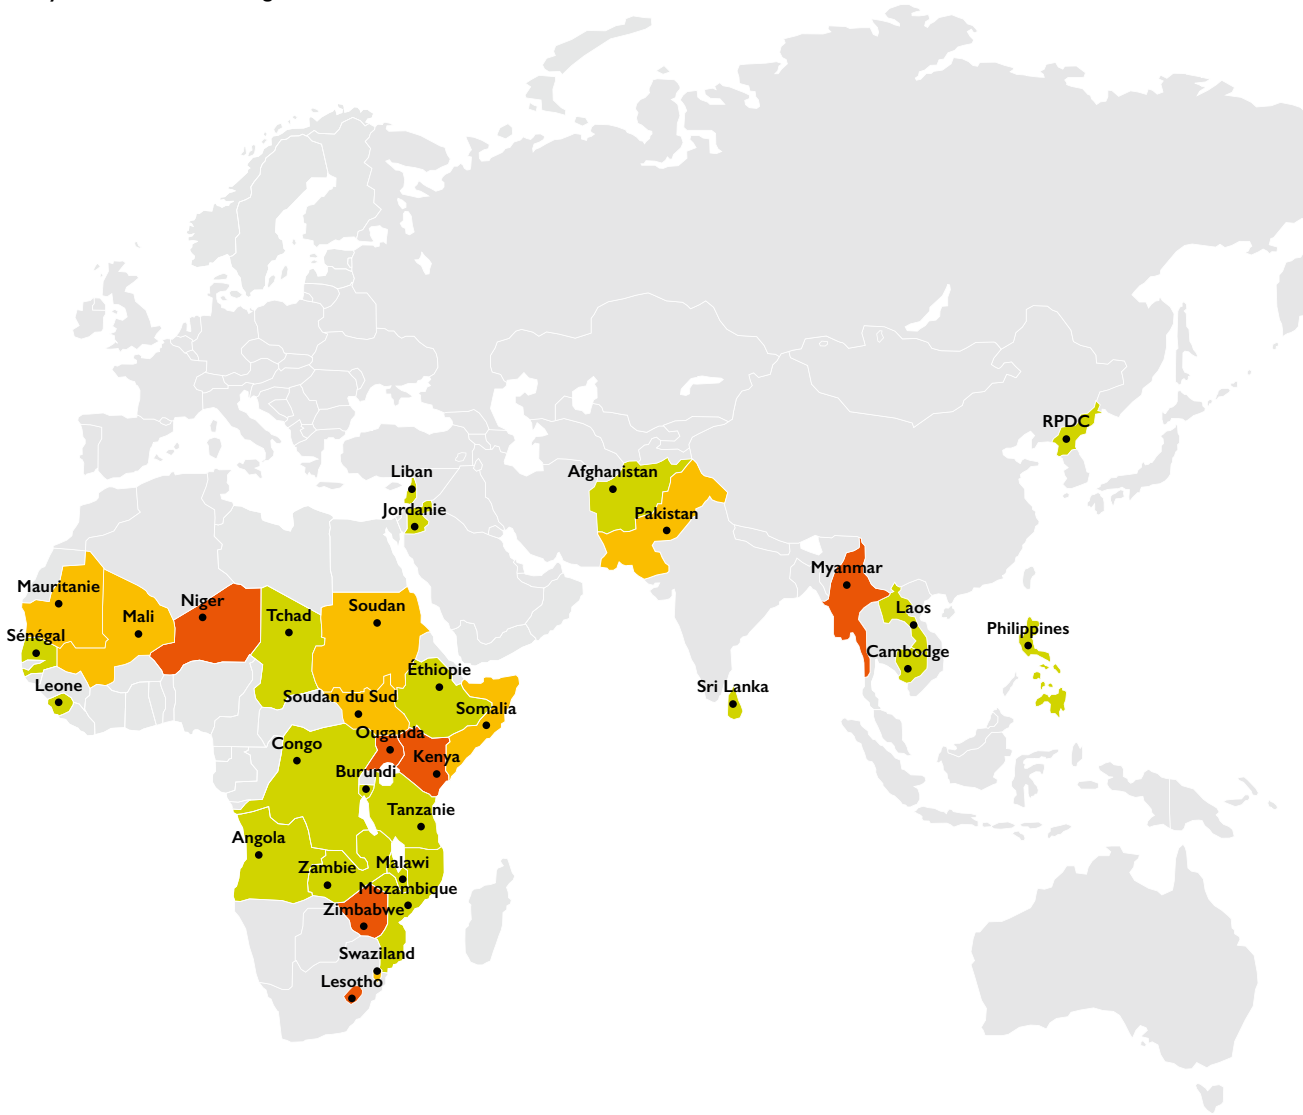 RPDC
Liban
Afghanistan
Jordanie
Pakistan
Myanmar
Mauritanie
Niger
Soudan
Laos
Mali
Tchad
Philippines
Sénégal
Cambodge
Éthiopie
Leone
Sri Lanka
Soudan du Sud
Somalia
Ouganda
Congo
Kenya
Burundi
Tanzanie
Angola
Malawi
Zambie
Mozambique
Zimbabwe
Swaziland
Lesotho